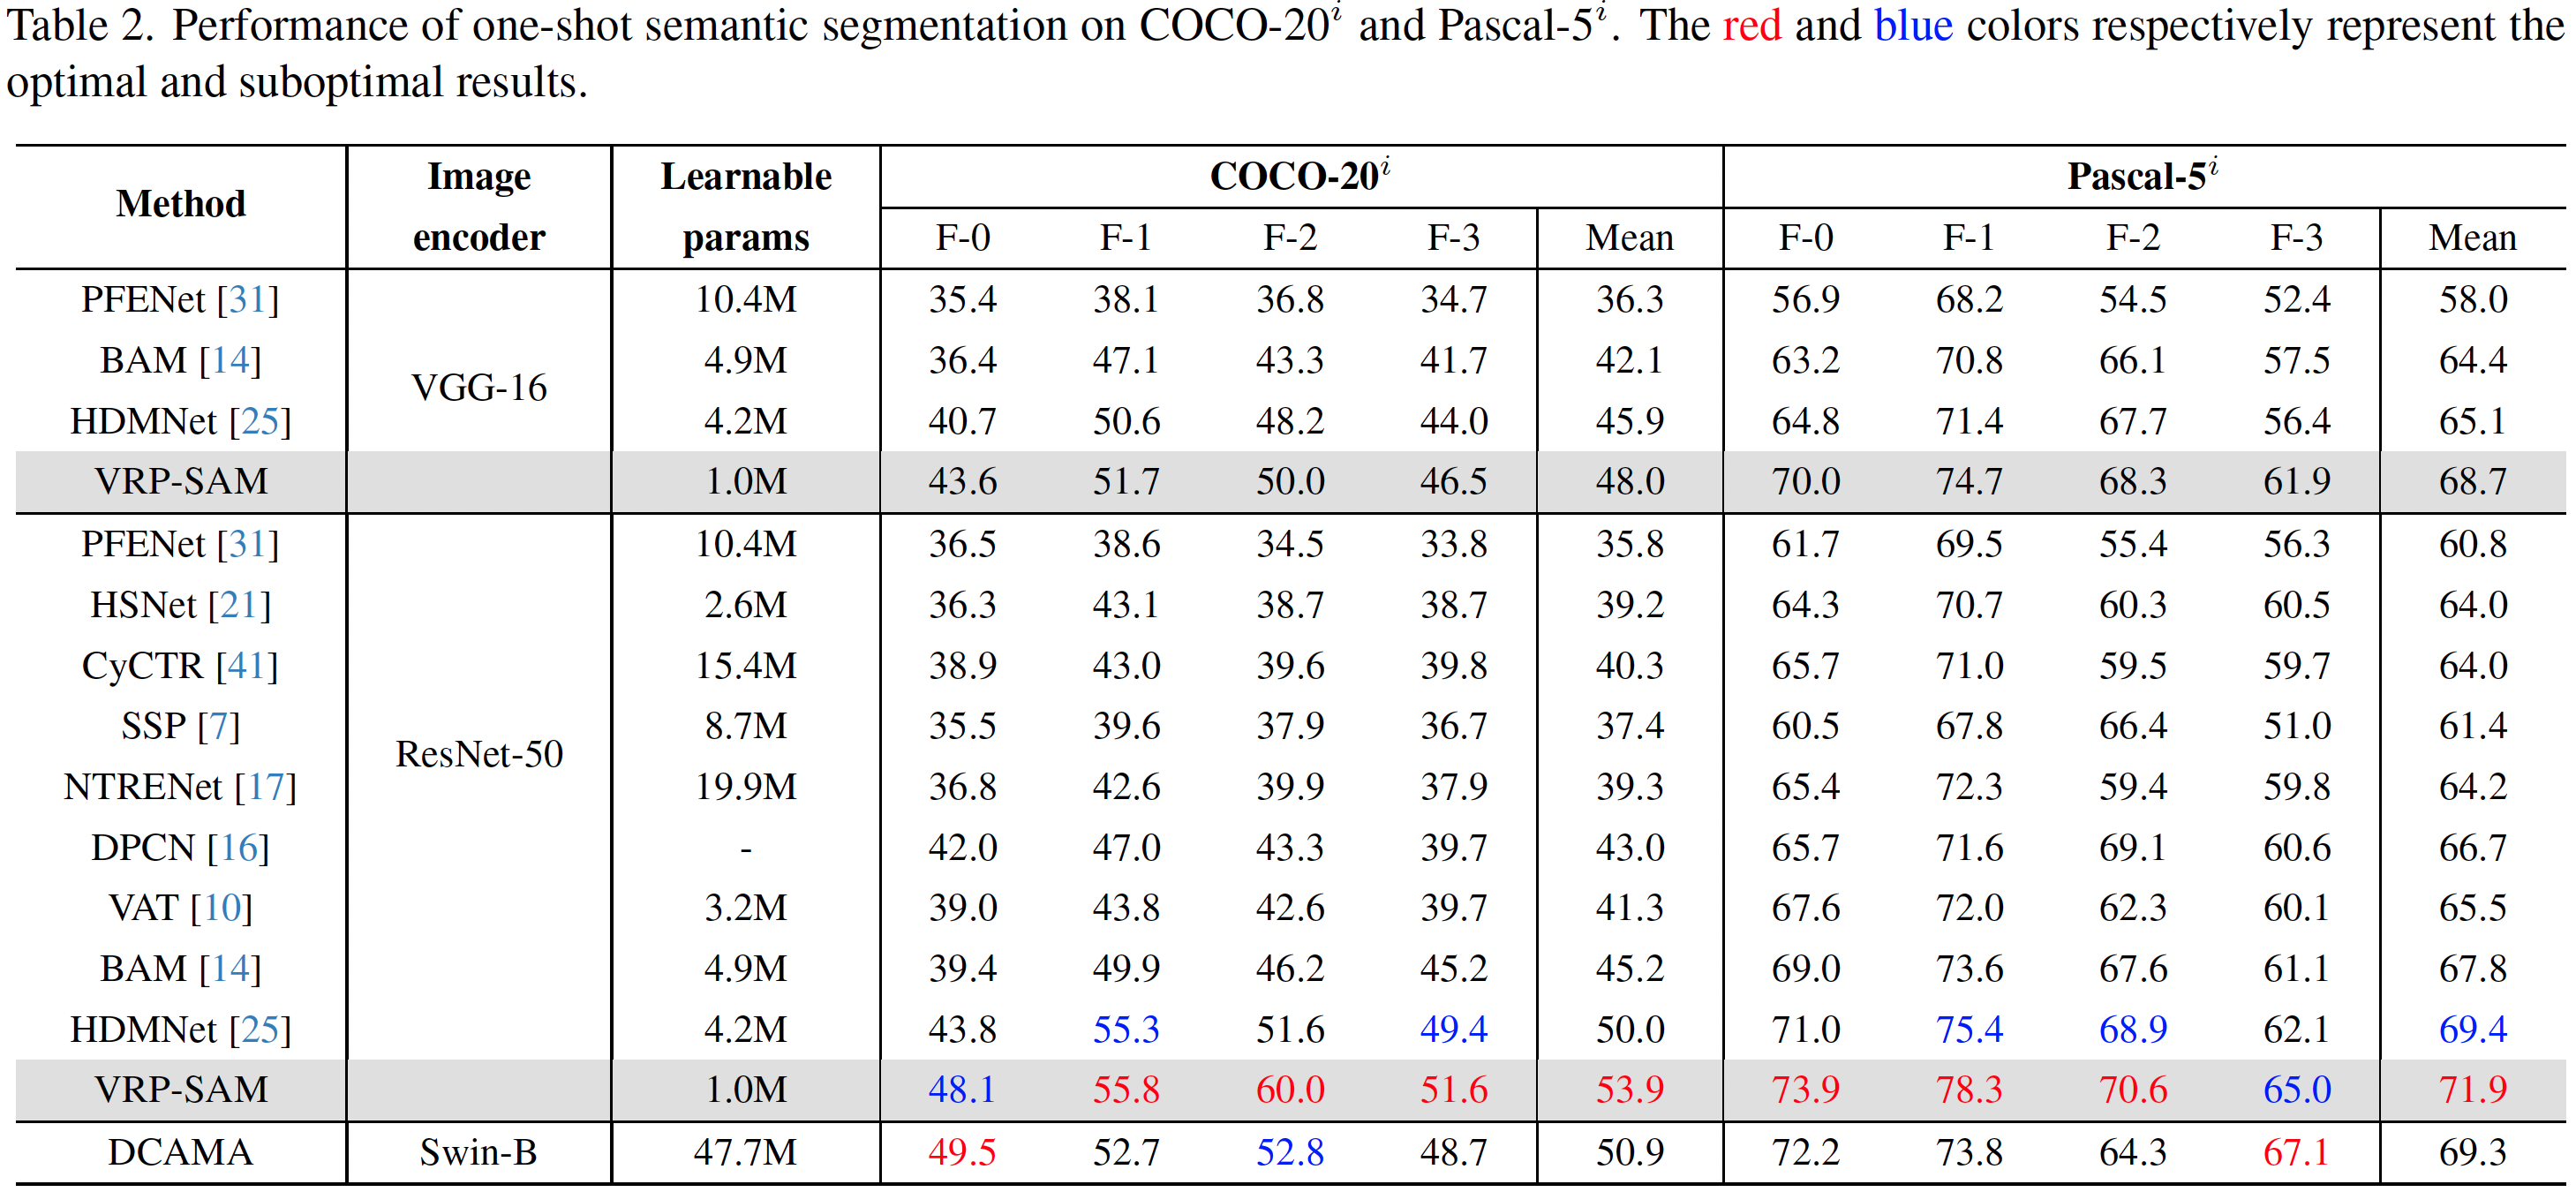 Table 2. Performance of one-shot semantic segmentation on COCO-20^i and Pascal-5^i. The red and blue colors respectively represent the
optimal and suboptimal results.
Method | Image encoder | Learnable params | COCO-20^i | Pascal-5^i
F-0 F-1 F-2 F-3 Mean F-0 F-1 F-2 F-3 Mean
PFENet [31] 10.4M 35.4 38.1 36.8 34.7 36.3 56.9 68.2 54.5 52.4 58.0
BAM [14] VGG-16 4.9M 36.4 47.1 43.3 41.7 42.1 63.2 70.8 66.1 57.5 64.4
HDMNet [25] 4.2M 40.7 50.6 48.2 44.0 45.9 64.8 71.4 67.7 56.4 65.1
VRP-SAM 1.0M 43.6 51.7 50.0 46.5 48.0 70.0 74.7 68.3 61.9 68.7
PFENet [31] 10.4M 36.5 38.6 34.5 33.8 35.8 61.7 69.5 55.4 56.3 60.8
HSNet [21] 2.6M 36.3 43.1 38.7 38.7 39.2 64.3 70.7 60.3 60.5 64.0
CyCTR [41] 15.4M 38.9 43.0 39.6 39.8 40.3 65.7 71.0 59.5 59.7 64.0
SSP [7] ResNet-50 8.7M 35.5 39.6 37.9 36.7 37.4 60.5 67.8 66.4 51.0 61.4
NTRENet [17] 19.9M 36.8 42.6 39.9 37.9 39.3 65.4 72.3 59.4 59.8 64.2
DPCN [16] - 42.0 47.0 43.3 39.7 43.0 65.7 71.6 69.1 60.6 66.7
VAT [10] 3.2M 39.0 43.8 42.6 39.7 41.3 67.6 72.0 62.3 60.1 65.5
BAM [14] 4.9M 39.4 49.9 46.2 45.2 45.2 69.0 73.6 67.6 61.1 67.8
HDMNet [25] 4.2M 43.8 55.3 51.6 49.4 50.0 71.0 75.4 68.9 62.1 69.4
VRP-SAM 1.0M 48.1 55.8 60.0 51.6 53.9 73.9 78.3 70.6 65.0 71.9
DCAMA Swin-B 47.7M 49.5 52.7 52.8 48.7 50.9 72.2 73.8 64.3 67.1 69.3